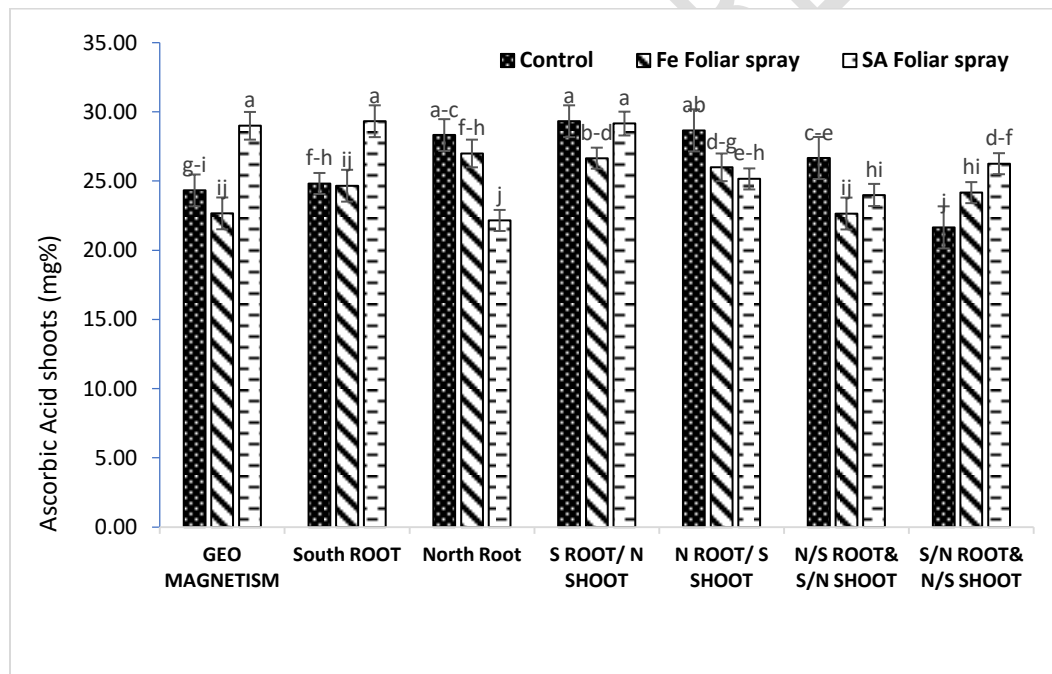 35.00
30.00
25.00
20.00
15.00
10.00
5.00
0.00
Ascorbic Acid shoots (mg%)
Control Fe Foliar spray SA Foliar spray
g-i ij a
f-h ij a
a-c f-h j
a b-d a
ab d-g e-h
c-e ij hi
j hi d-f
GEO
MAGNETISM
South ROOT
North Root
S ROOT/ N
SHOOT
N ROOT/ S
SHOOT
N/S ROOT&
S/N SHOOT
S/N ROOT&
N/S SHOOT